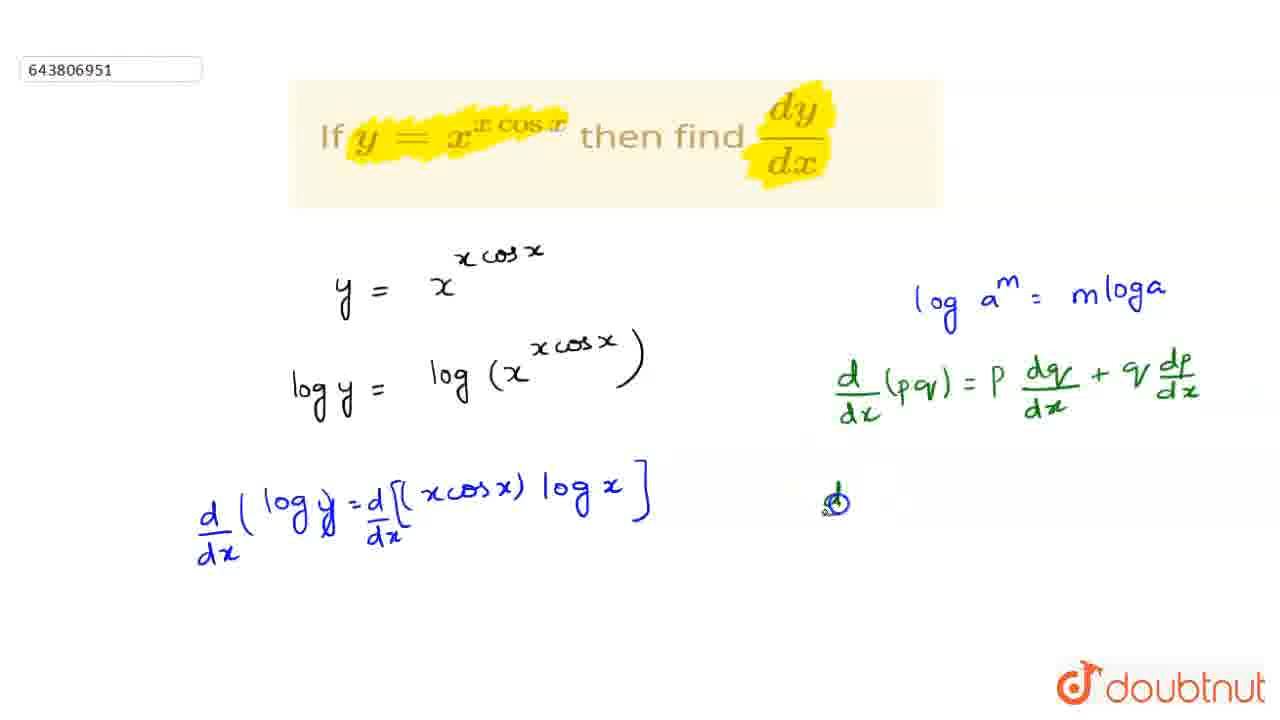 643806951
If y = x^{x cos x} then find dy/dx
y = x^{x cos x}
log a^m = m log a
log y = log (x^{x cos x})
d/dx (pq) = p dq/dx + q dp/dx
d/dx (log y) = d/dx [(x cos x) log x]
d
doubtnut